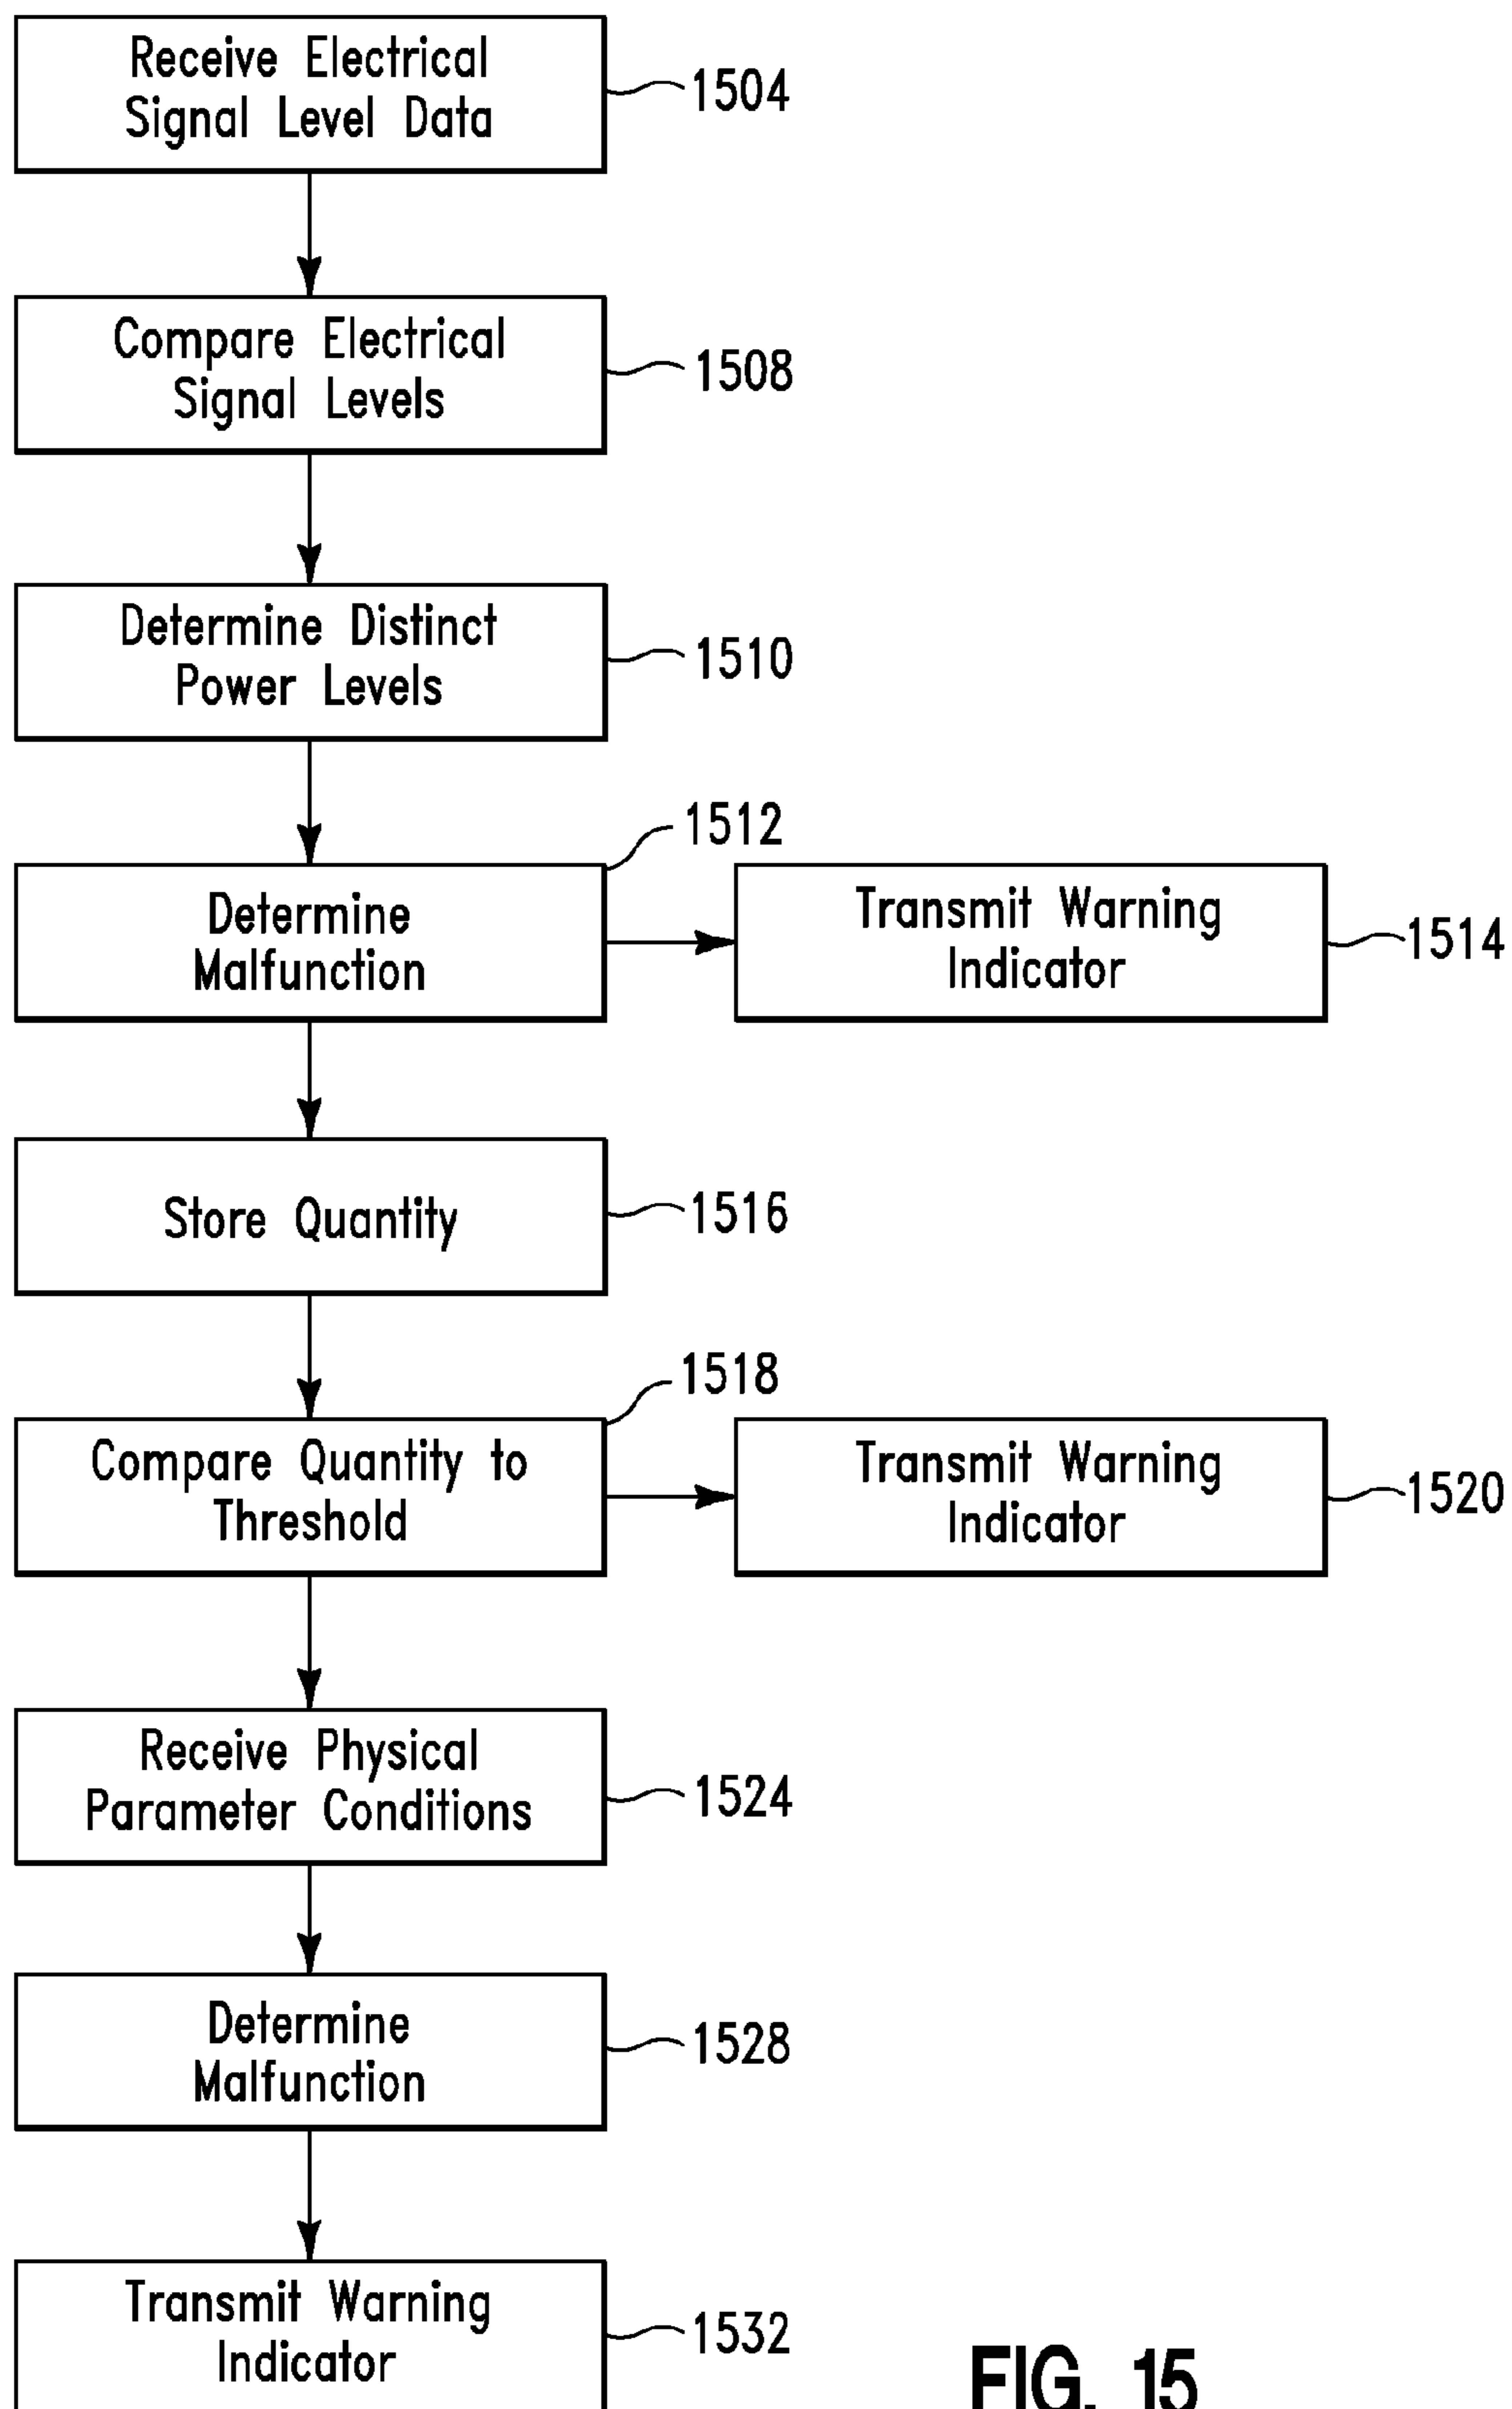 Receive Electrical
Signal Level Data
1504
Compare Electrical
Signal Levels
1508
Determine Distinct
Power Levels
1510
1512
Determine
Malfunction
Transmit Warning
Indicator
1514
Store Quantity
1516
1518
Compare Quantity to
Threshold
Transmit Warning
Indicator
1520
Receive Physical
Parameter Conditions
1524
Determine
Malfunction
1528
Transmit Warning
Indicator
1532
FIG. 15